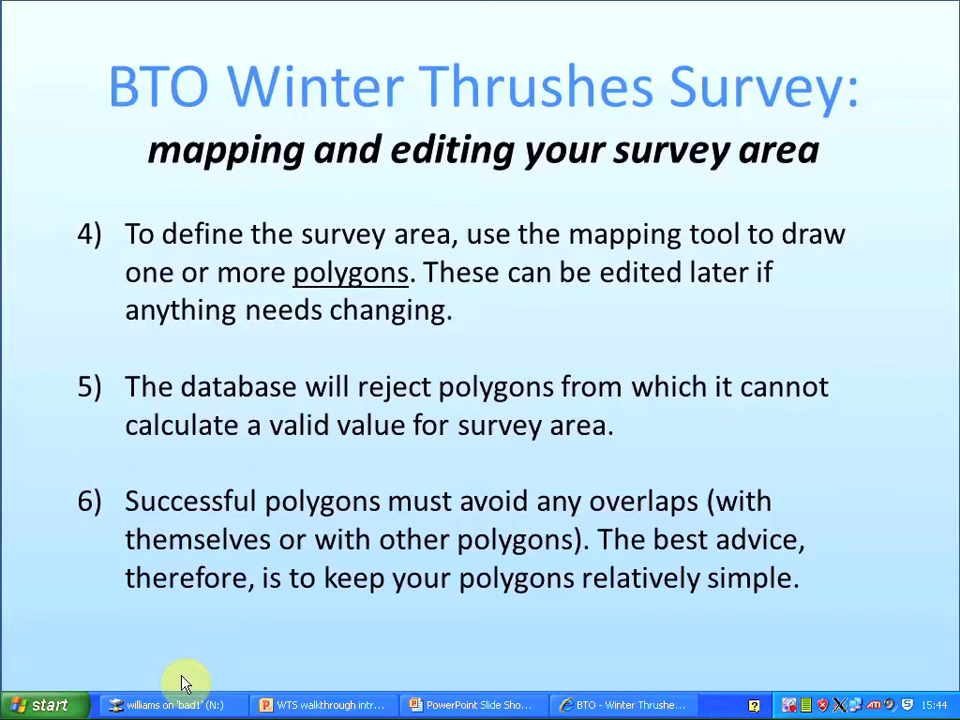 BTO Winter Thrushes Survey:
mapping and editing your survey area
4) To define the survey area, use the mapping tool to draw
one or more polygons. These can be edited later if
anything needs changing.
5) The database will reject polygons from which it cannot
calculate a valid value for survey area.
6) Successful polygons must avoid any overlaps (with
themselves or with other polygons). The best advice,
therefore, is to keep your polygons relatively simple.
start williams on 'bad1' (N:) WTS walkthrough intr... PowerPoint Slide Sho... BTO - Winter Thrushe... 15:44